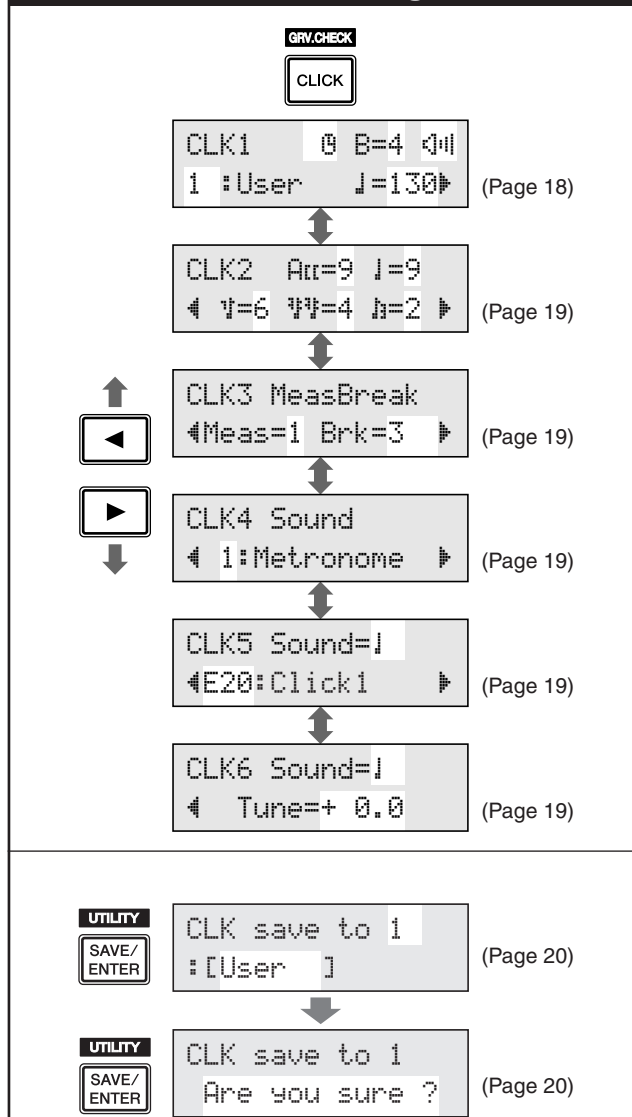 GRV.CHECK
CLICK
CLK1 B=4
1 :User ♩=130
(Page 18)
CLK2 Acc=9 ♩=9
=6 =4 =2
(Page 19)
CLK3 MeasBreak
Meas=1 Brk=3
(Page 19)
CLK4 Sound
1:Metronome
(Page 19)
CLK5 Sound=♩
E20:Click1
(Page 19)
CLK6 Sound=♩
Tune=+ 0.0
(Page 19)
UTILITY
SAVE/
ENTER
CLK save to 1
:[User ]
(Page 20)
UTILITY
SAVE/
ENTER
CLK save to 1
Are you sure ?
(Page 20)